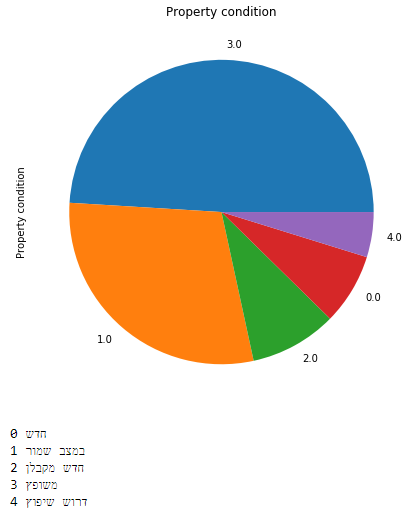 Property condition
3.0
Property condition
4.0
0.0
1.0
2.0
0 חדש
1 במצב שמור
2 חדש מקבלן
3 משופץ
4 דרוש שיפוץ